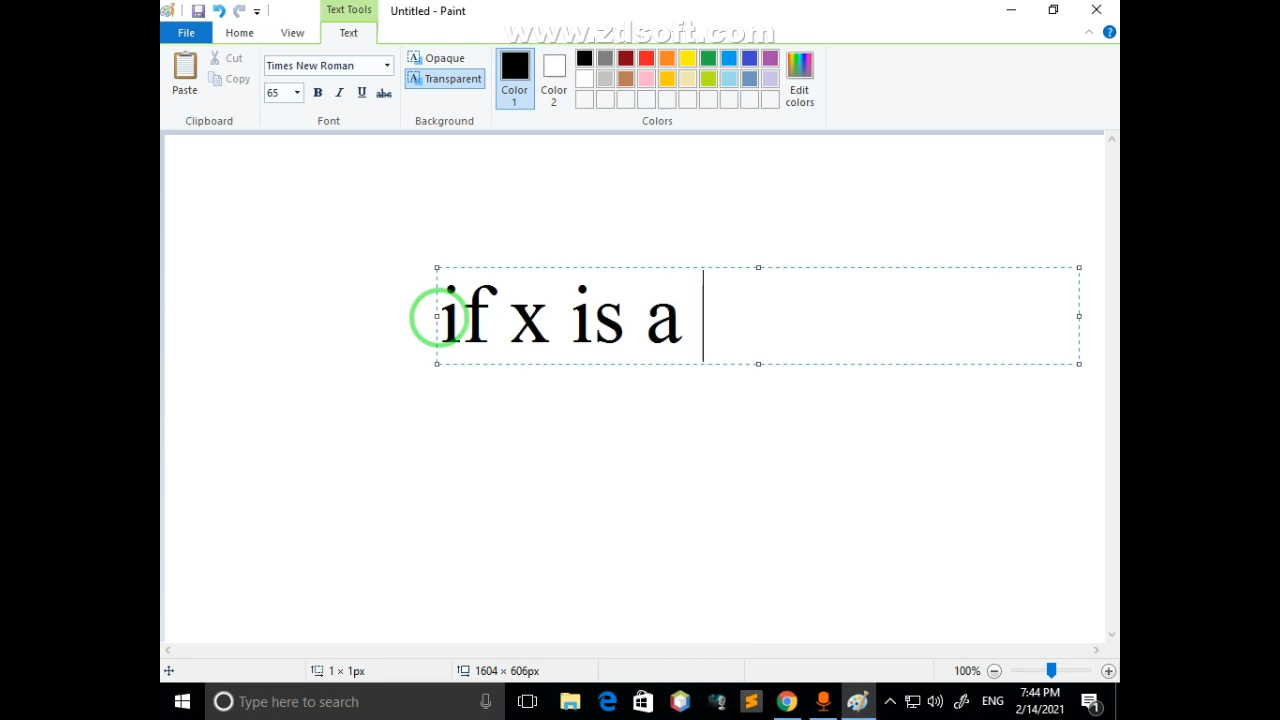 Text Tools
Untitled - Paint
www.zdsoft.com
File
Home
View
Text
Paste
Cut
Copy
Clipboard
Times New Roman
65
B
I
U
abc
Font
Opaque
Transparent
Background
Color 1
Color 2
Edit colors
Colors
if x is a
1 × 1px
1604 × 606px
100%
Type here to search
ENG
7:44 PM
2/14/2021
1